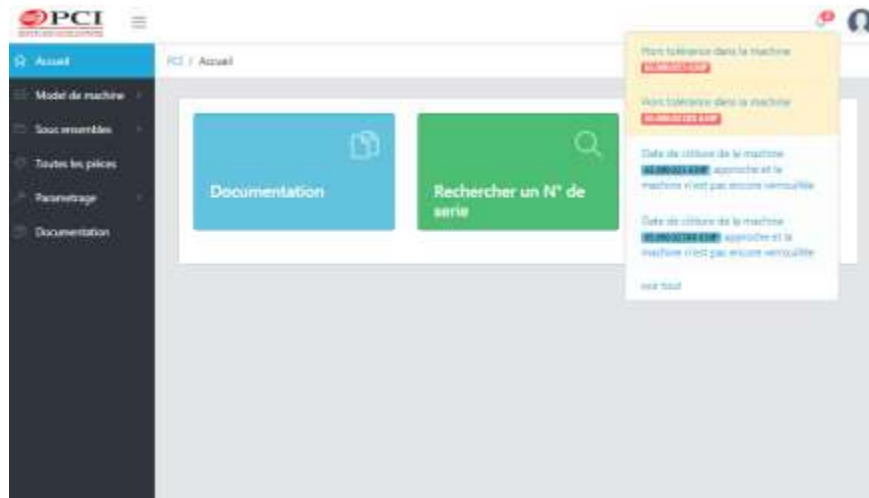 PCI
Accueil
PCI / Accueil
Model de machine
Sous ensembles
Toutes les pièces
Parametrage
Documentation
Documentation
Rechercher un N° de
serie
Hors tolérance dans la machine
Hors tolérance dans la machine
Date de clôture de la machine
approche et la
machine n'est pas encore verrouillée
Date de clôture de la machine
approche et la
machine n'est pas encore verrouillée
voir tout